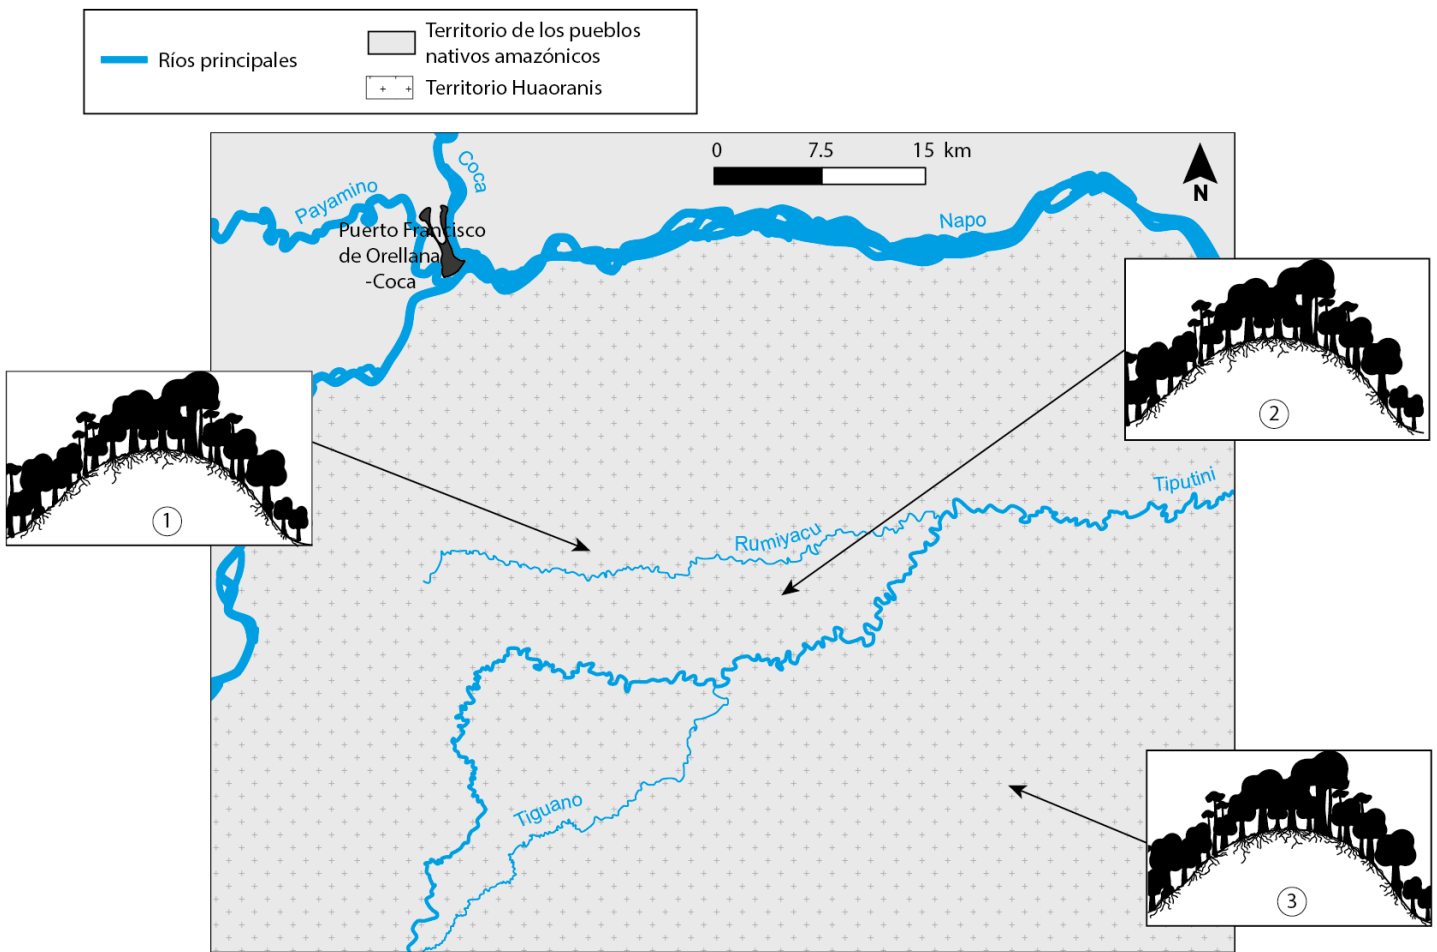 Ríos principales
Territorio de los pueblos
nativos amazónicos
Territorio Huaoranis
0 7.5 15 km
N
Coca
Payamino
Napo
Puerto Francisco
de Orellana
-Coca
1
2
Tiputini
Rumiyacu
Tiguano
3